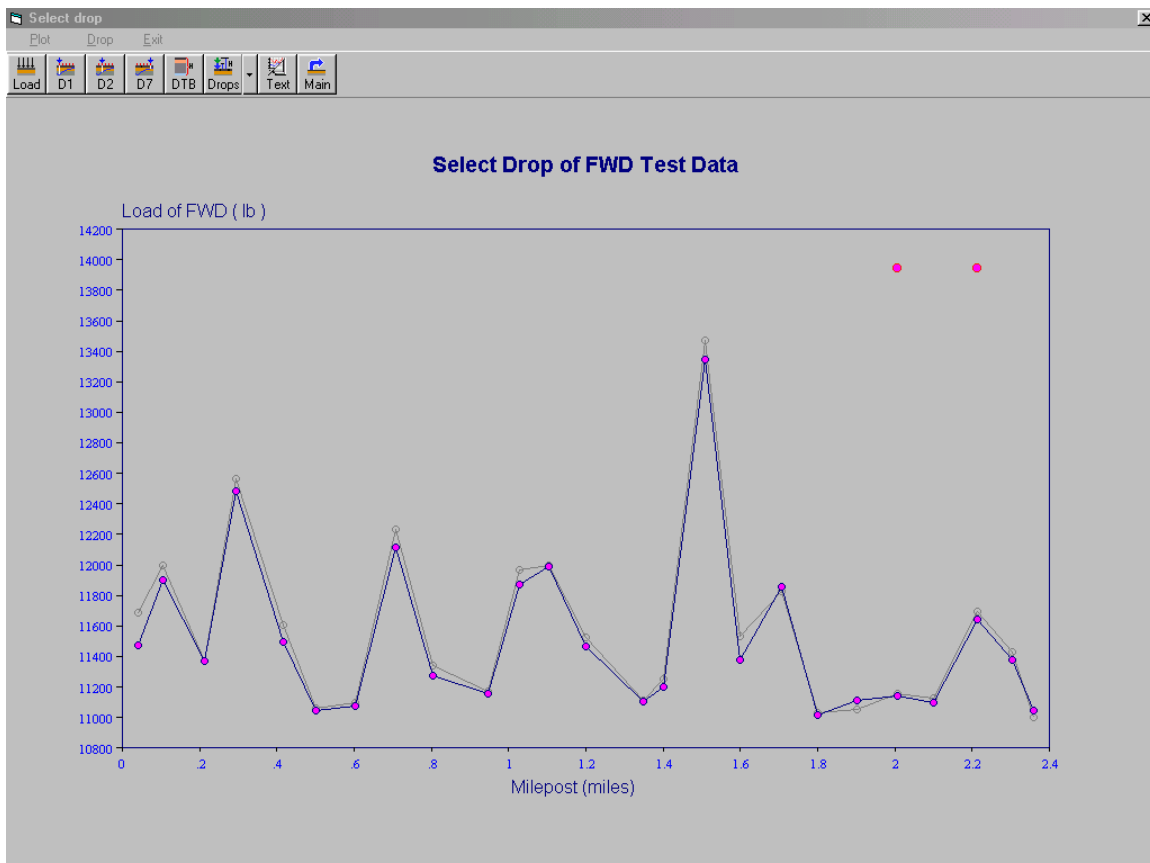 Select drop
Plot Drop Exit
Load D1 D2 D7 DTB Drops Text Main
Select Drop of FWD Test Data
Load of FWD ( lb )
14200
14000
13800
13600
13400
13200
13000
12800
12600
12400
12200
12000
11800
11600
11400
11200
11000
10800
0 .2 .4 .6 .8 1 1.2 1.4 1.6 1.8 2 2.2 2.4
Milepost (miles)